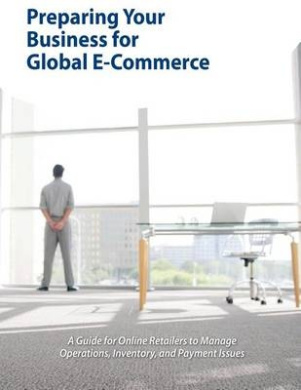 Preparing Your
Business for
Global E-Commerce
A Guide for Online Retailers to Manage
Operations, Inventory, and Payment Issues